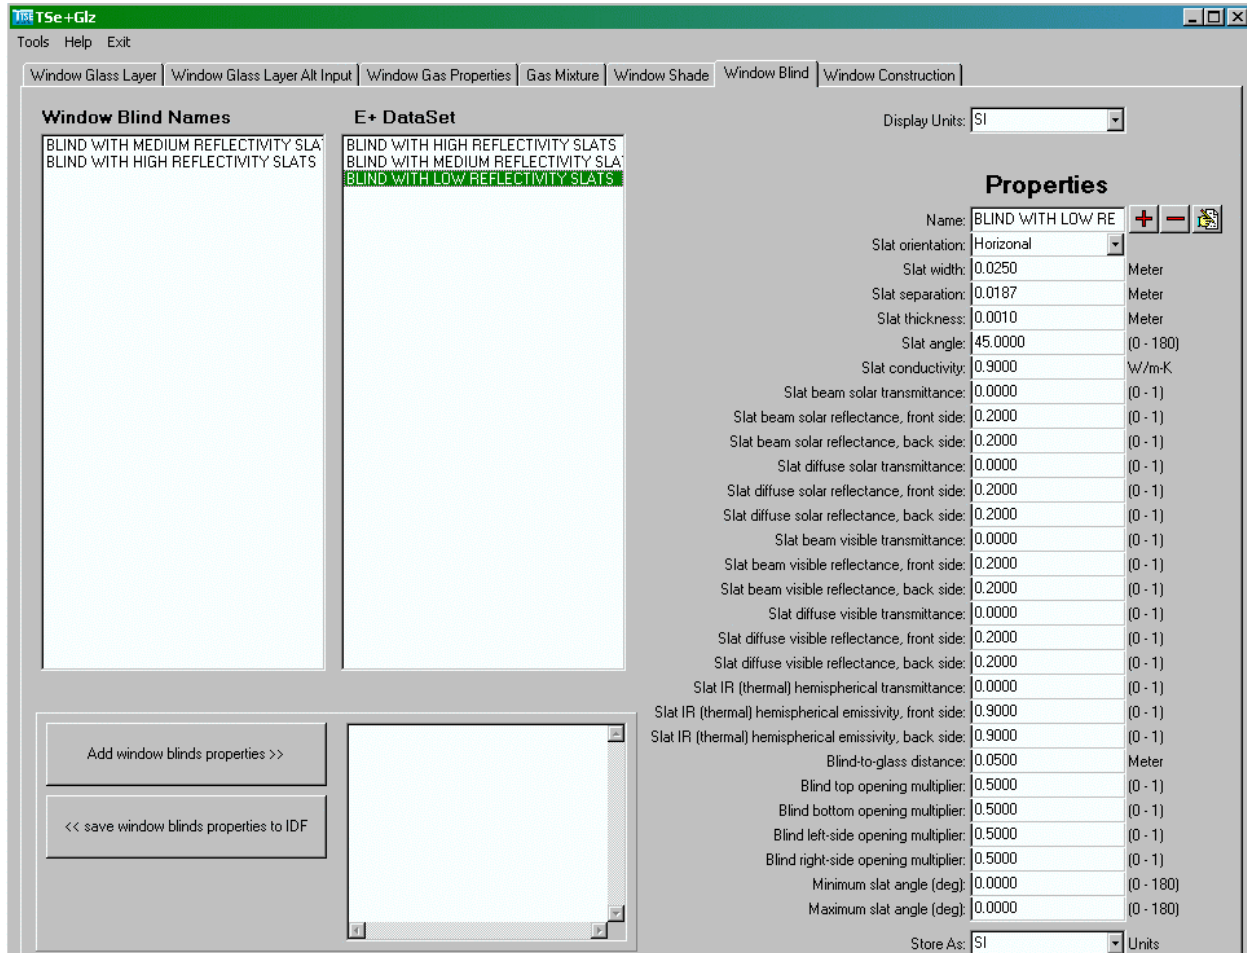 TSE TSe+Glz
Tools Help Exit
Window Glass Layer Window Glass Layer Alt Input Window Gas Properties Gas Mixture Window Shade Window Blind Window Construction
Window Blind Names
BLIND WITH MEDIUM REFLECTIVITY SLA
BLIND WITH HIGH REFLECTIVITY SLATS
E+ DataSet
BLIND WITH HIGH REFLECTIVITY SLATS
BLIND WITH MEDIUM REFLECTIVITY SLA
BLIND WITH LOW REFLECTIVITY SLATS
Display Units: SI
Properties
Name: BLIND WITH LOW RE
Slat orientation: Horizonal
Slat width: 0.0250 Meter
Slat separation: 0.0187 Meter
Slat thickness: 0.0010 Meter
Slat angle: 45.0000 (0 - 180)
Slat conductivity: 0.9000 W/m-K
Slat beam solar transmittance: 0.0000 (0 - 1)
Slat beam solar reflectance, front side: 0.2000 (0 - 1)
Slat beam solar reflectance, back side: 0.2000 (0 - 1)
Slat diffuse solar transmittance: 0.0000 (0 - 1)
Slat diffuse solar reflectance, front side: 0.2000 (0 - 1)
Slat diffuse solar reflectance, back side: 0.2000 (0 - 1)
Slat beam visible transmittance: 0.0000 (0 - 1)
Slat beam visible reflectance, front side: 0.2000 (0 - 1)
Slat beam visible reflectance, back side: 0.2000 (0 - 1)
Slat diffuse visible transmittance: 0.0000 (0 - 1)
Slat diffuse visible reflectance, front side: 0.2000 (0 - 1)
Slat diffuse visible reflectance, back side: 0.2000 (0 - 1)
Slat IR (thermal) hemispherical transmittance: 0.0000 (0 - 1)
Slat IR (thermal) hemispherical emissivity, front side: 0.9000 (0 - 1)
Slat IR (thermal) hemispherical emissivity, back side: 0.9000 (0 - 1)
Blind-to-glass distance: 0.0500 Meter
Blind top opening multiplier: 0.5000 (0 - 1)
Blind bottom opening multiplier: 0.5000 (0 - 1)
Blind left-side opening multiplier: 0.5000 (0 - 1)
Blind right-side opening multiplier: 0.5000 (0 - 1)
Minimum slat angle (deg): 0.0000 (0 - 180)
Maximum slat angle (deg): 0.0000 (0 - 180)
Store As: SI Units
Add window blinds properties >>
<< save window blinds properties to IDF